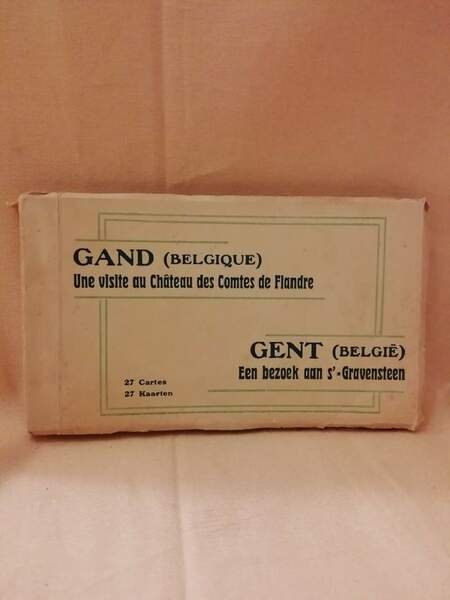 GAND (BELGIQUE)
Une visite au Château des Comtes de Flandre
GENT (BELGIË)
Een bezoek aan s'-Gravensteen
27 Cartes
27 Kaarten